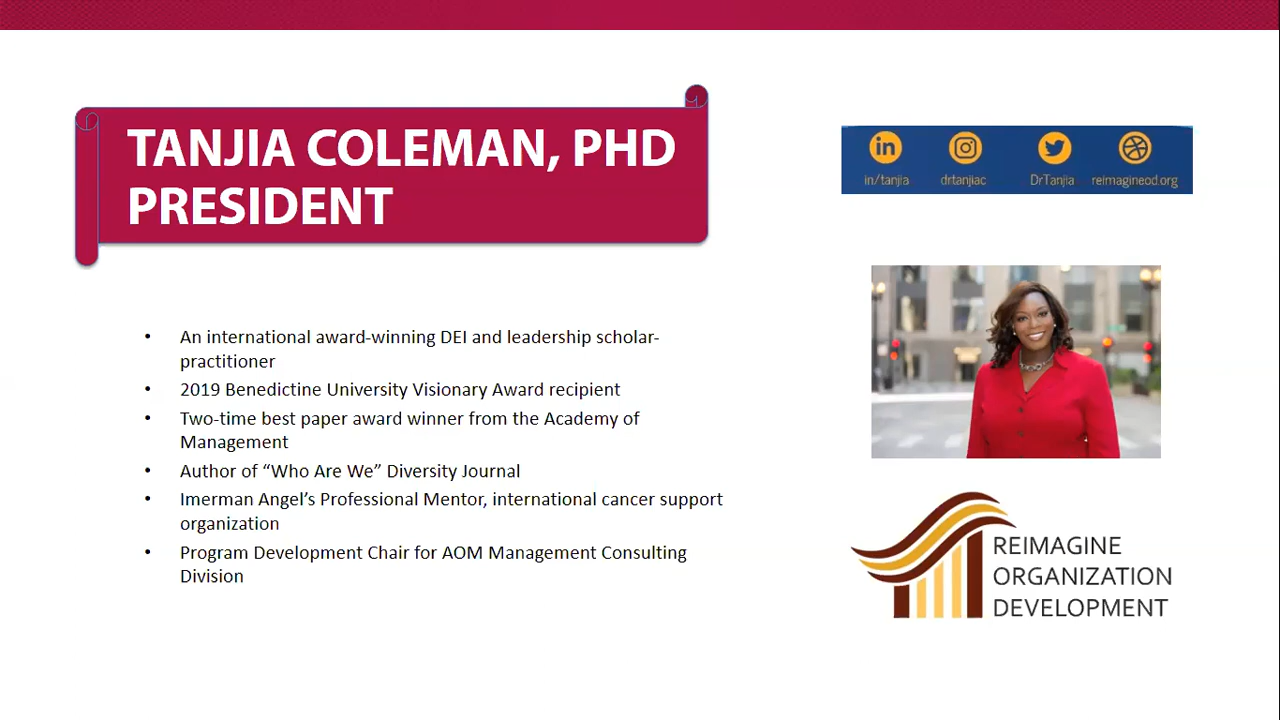 TANJIA COLEMAN, PHD
PRESIDENT
in
in/tanjia
drtanjiac
DrTanjia
reimagineod.org
• An international award-winning DEI and leadership scholar-
practitioner
• 2019 Benedictine University Visionary Award recipient
• Two-time best paper award winner from the Academy of
Management
• Author of “Who Are We” Diversity Journal
• Imerman Angel’s Professional Mentor, international cancer support
organization
• Program Development Chair for AOM Management Consulting
Division
REIMAGINE
ORGANIZATION
DEVELOPMENT